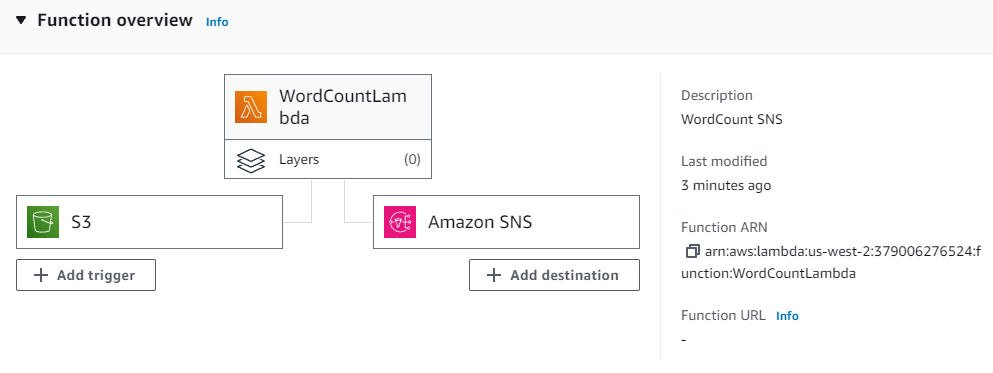 Function overview Info
WordCountLam
bda
Layers (0)
S3
Amazon SNS
Add trigger
Add destination
Description
WordCount SNS
Last modified
3 minutes ago
Function ARN
arn:aws:lambda:us-west-2:379006276524:f
unction:WordCountLambda
Function URL Info
-